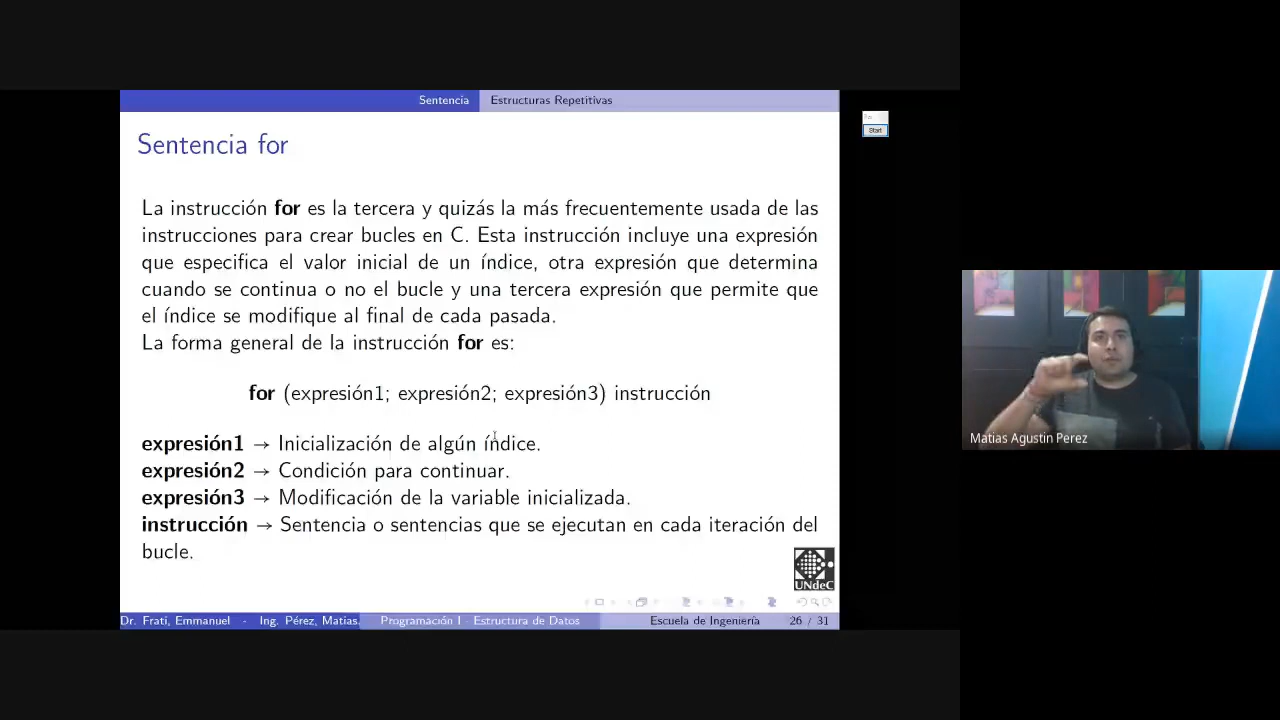 Sentencia
Estructuras Repetitivas
Sentencia for
La instrucción for es la tercera y quizás la más frecuentemente usada de las
instrucciones para crear bucles en C. Esta instrucción incluye una expresión
que especifica el valor inicial de un índice, otra expresión que determina
cuando se continua o no el bucle y una tercera expresión que permite que
el índice se modifique al final de cada pasada.
La forma general de la instrucción for es:
for (expresión1; expresión2; expresión3) instrucción
expresión1 → Inicialización de algún índice.
expresión2 → Condición para continuar.
expresión3 → Modificación de la variable inicializada.
instrucción → Sentencia o sentencias que se ejecutan en cada iteración del
bucle.
UNdeC
Dr. Frati, Emmanuel - Ing. Pérez, Matias.
Programación I - Estructura de Datos
Escuela de Ingeniería
26 / 31
Start
Matias Agustin Perez